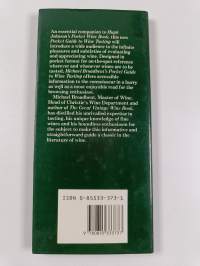 An essential companion to Hugh
Johnson's Pocket Wine Book, this new
Pocket Guide to Wine Tasting will
introduce a wide audience to the infinite
pleasures and subtleties of evaluating
and appreciating wine. Designed in
pocket format for on-the-spot reference
wherever and whenever wines are to be
tasted, Michael Broadbent's Pocket
Guide to Wine Tasting offers accessible
information to the connoisseur in a hurry
as well as a most enjoyable read for the
browsing enthusiast.
Michael Broadbent, Master of Wine,
Head of Christie's Wine Department and
author of The Great Vintage Wine Book,
has distilled his unrivalled expertise in
tasting, his unique knowledge of fine
wines and his boundless enthusiasm for
the subject to make this informative and
straightforward guide a classic in the
literature of wine.
ISBN 0-85533-373-1